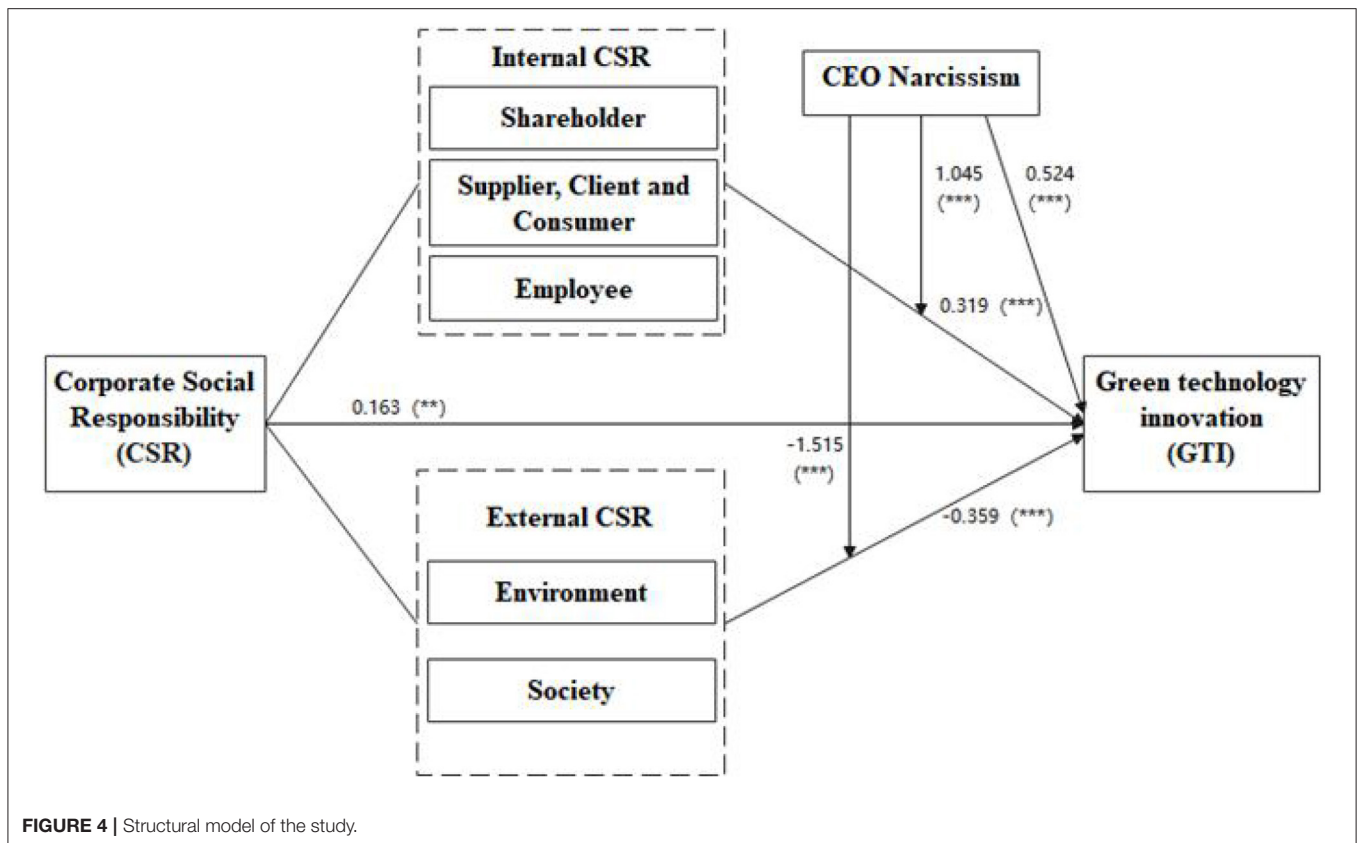 Internal CSR
Shareholder
Supplier, Client and
Consumer
Employee
CEO Narcissism
1.045
(***)
0.524
(***)
0.319 (***)
Corporate Social
Responsibility
(CSR)
0.163 (**)
-1.515
(***)
Green technology
innovation
(GTI)
External CSR
Environment
Society
-0.359 (***)
FIGURE 4 | Structural model of the study.